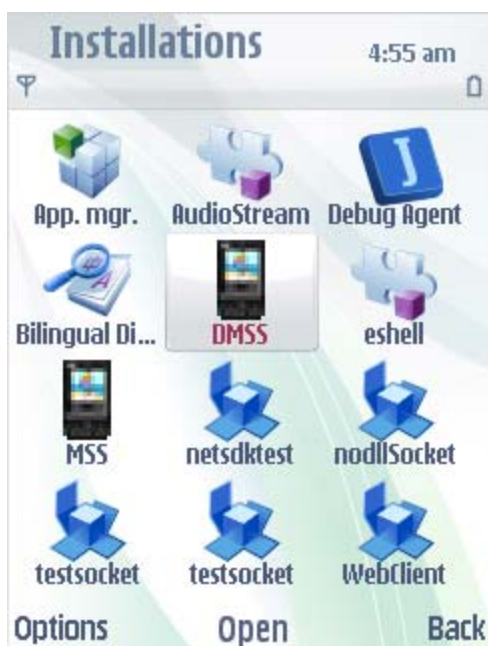 Installations
4:55 am
App. mgr.
AudioStream
Debug Agent
Bilingual Di...
DMSS
eshell
MSS
netsdktest
nodllSocket
testsocket
testsocket
WebClient
Options
Open
Back